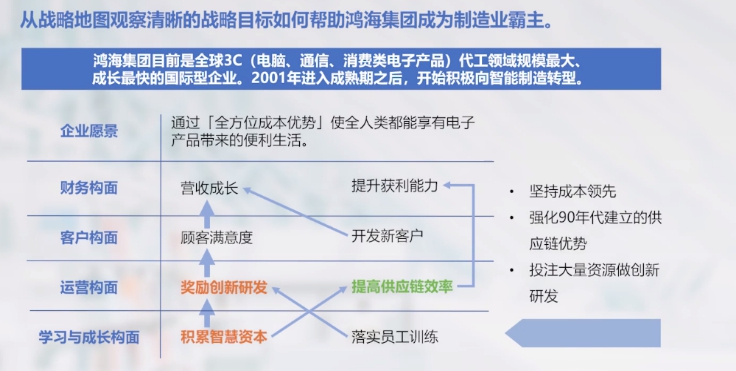 从战略地图观察清晰的战略目标如何帮助鸿海集团成为制造业霸主。
鸿海集团目前是全球3C（电脑、通信、消费类电子产品）代工领域规模最大、
成长最快的国际型企业。2001年进入成熟期之后，开始积极向智能制造转型。
企业愿景
通过「全方位成本优势」使全人类都能享有电子
产品带来的便利生活。
财务构面
营收成长
提升获利能力
客户构面
顾客满意度
开发新客户
运营构面
奖励创新研发
提高供应链效率
学习与成长构面
积累智慧资本
落实员工训练
• 坚持成本领先
• 强化90年代建立的供
应链优势
• 投注大量资源做创新
研发